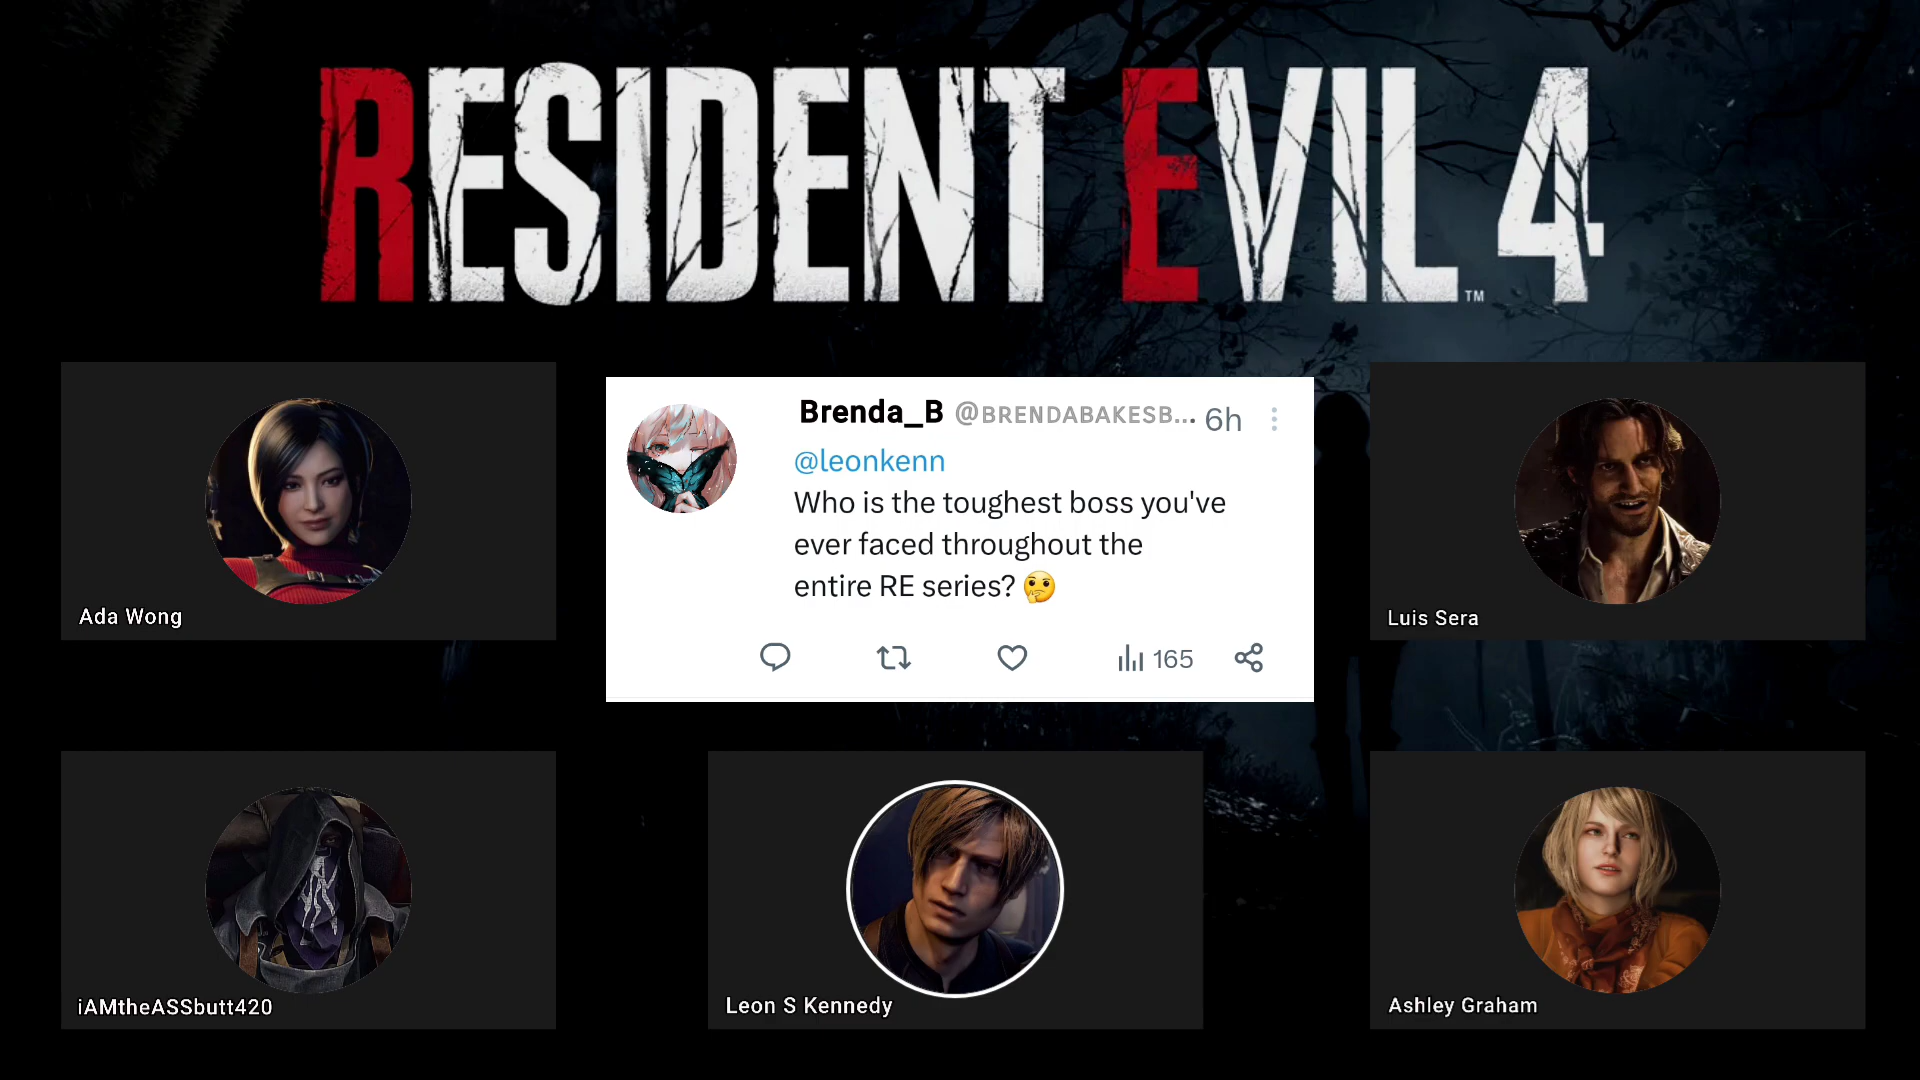 RESIDENT EVIL 4
TM
Brenda_B @BRENDABAKESB... 6h
@leonkenn
Who is the toughest boss you've
ever faced throughout the
entire RE series? 🤔
165
Ada Wong
Luis Sera
iAMtheASSbutt420
Leon S Kennedy
Ashley Graham